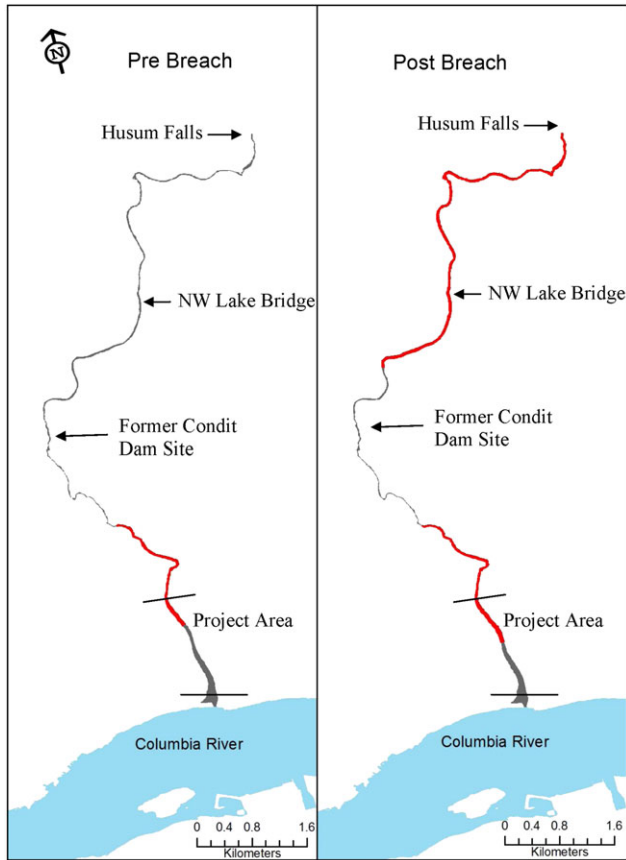 N
Pre Breach
Husum Falls
NW Lake Bridge
Former Condit
Dam Site
Project Area
Columbia River
0 0.4 0.8 1.6
Kilometers
Post Breach
Husum Falls
NW Lake Bridge
Former Condit
Dam Site
Project Area
Columbia River
0 0.4 0.8 1.6
Kilometers